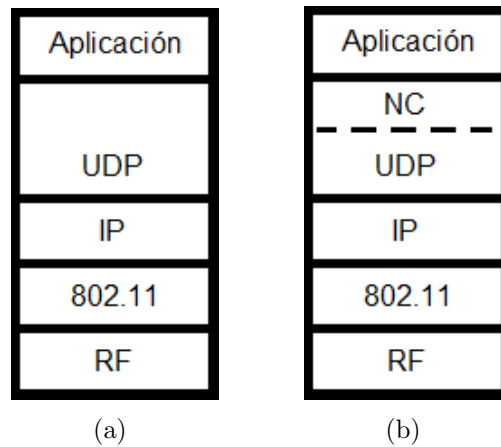 Aplicación
UDP
IP
802.11
RF
(a)
Aplicación
NC
UDP
IP
802.11
RF
(b)